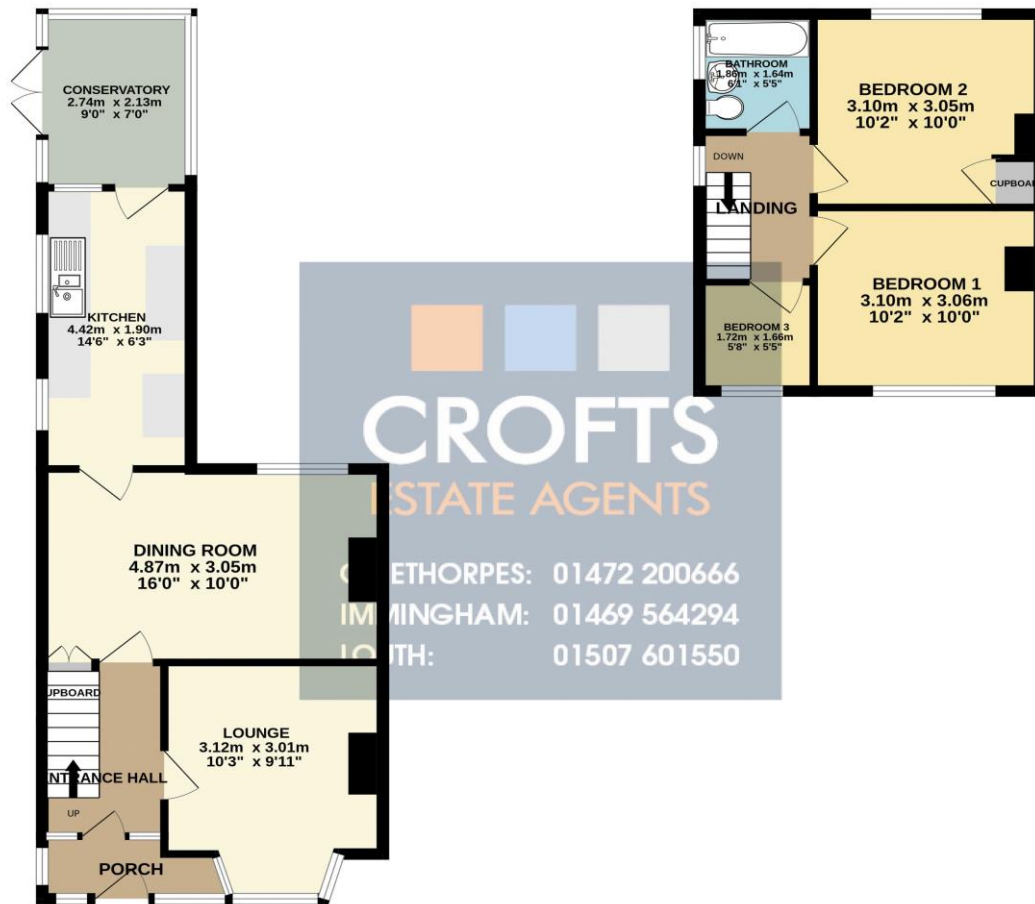 CONSERVATORY
2.74m x 2.13m
9'0" x 7'0"
KITCHEN
4.42m x 1.90m
14'6" x 6'3"
DINING ROOM
4.87m x 3.05m
16'0" x 10'0"
UPBOARD
LOUNGE
3.12m x 3.01m
10'3" x 9'11"
NTRANCE HALL
UP
PORCH
BATHROOM
1.86m x 1.64m
6'1" x 5'5"
BEDROOM 2
3.10m x 3.05m
10'2" x 10'0"
CUPBOAR
DOWN
LANDING
BEDROOM 1
3.10m x 3.06m
10'2" x 10'0"
BEDROOM 3
1.72m x 1.66m
5'8" x 5'5"
CROFTS
ESTATE AGENTS
ETHORPES: 01472 200666
IMMINGHAM: 01469 564294
LOUTH: 01507 601550